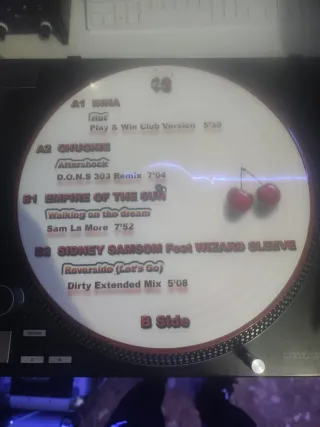 A1 INNA
Hot
Play & Win Club Version 5'50
A2 CHUCKIE
Aftershock
D.O.N.S 303 Remix 7'04
B1 EMPIRE OF THE SUN
Walking on the dream
Sam La More 7'52
B2 SIDNEY SAMSON Feat WIZARD SLEEVE
Riverside (Let's Go)
Dirty Extended Mix 5'08
B Side